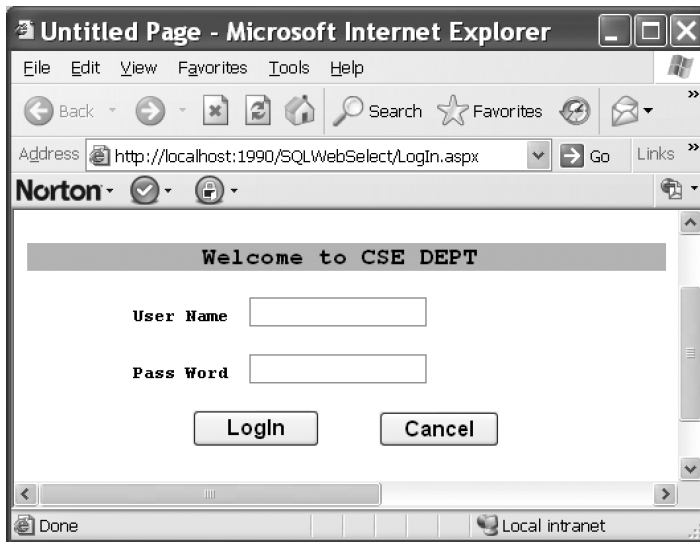 Untitled Page - Microsoft Internet Explorer
File Edit View Favorites Tools Help
Back Search Favorites »
Address http://localhost:1990/SQLWebSelect/LogIn.aspx Go Links »
Norton
Welcome to CSE DEPT
User Name
Pass Word
LogIn Cancel
Done Local intranet